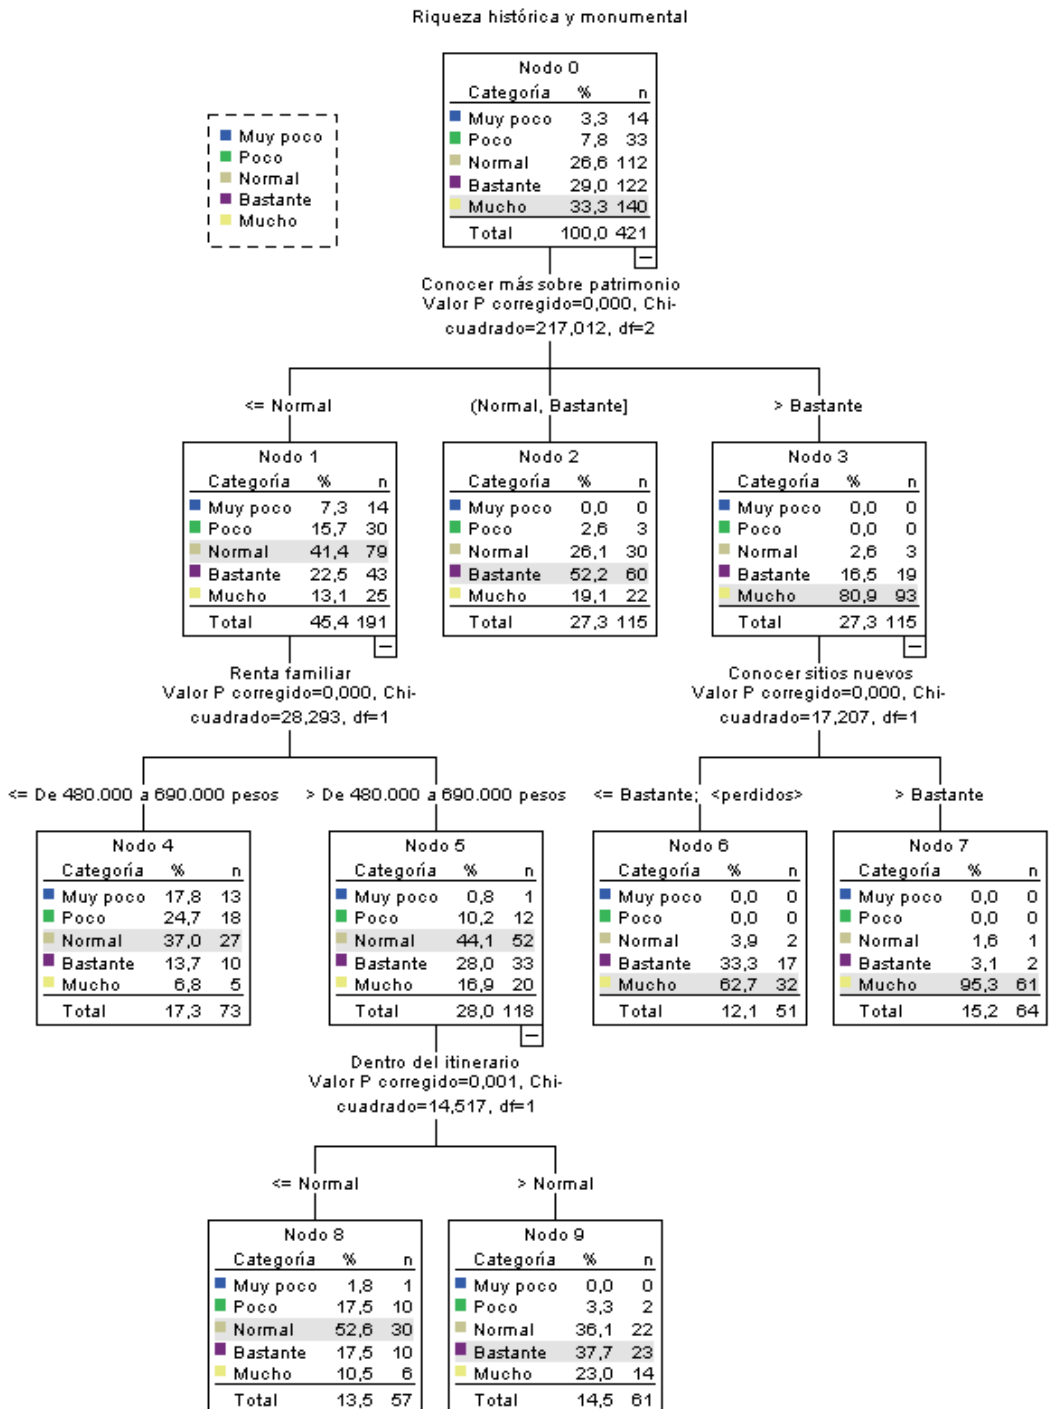 Riqueza histórica y monumental
Muy poco
Poco
Normal
Bastante
Mucho
Nodo 0
Categoría % n
Muy poco 3,3 14
Poco 7,8 33
Normal 26,6 112
Bastante 29,0 122
Mucho 33,3 140
Total 100,0 421
Conocer más sobre patrimonio
Valor P corregido=0,000, Chi-
cuadrado=217,012, df=2
<= Normal
(Normal, Bastante]
> Bastante
Nodo 1
Categoría % n
Muy poco 7,3 14
Poco 15,7 30
Normal 41,4 79
Bastante 22,5 43
Mucho 13,1 25
Total 45,4 191
Nodo 2
Categoría % n
Muy poco 0,0 0
Poco 2,6 3
Normal 26,1 30
Bastante 52,2 60
Mucho 19,1 22
Total 27,3 115
Nodo 3
Categoría % n
Muy poco 0,0 0
Poco 0,0 0
Normal 2,6 3
Bastante 16,5 19
Mucho 80,9 93
Total 27,3 115
Renta familiar
Valor P corregido=0,000, Chi-
cuadrado=28,293, df=1
Conocer sitios nuevos
Valor P corregido=0,000, Chi-
cuadrado=17,207, df=1
<= De 480.000 a 690.000 pesos
> De 480.000 a 690.000 pesos
<= Bastante; <perdidos>
> Bastante
Nodo 4
Categoría % n
Muy poco 17,8 13
Poco 24,7 18
Normal 37,0 27
Bastante 13,7 10
Mucho 6,8 5
Total 17,3 73
Nodo 5
Categoría % n
Muy poco 0,8 1
Poco 10,2 12
Normal 44,1 52
Bastante 28,0 33
Mucho 16,9 20
Total 28,0 118
Nodo 6
Categoría % n
Muy poco 0,0 0
Poco 0,0 0
Normal 3,9 2
Bastante 33,3 17
Mucho 62,7 32
Total 12,1 51
Nodo 7
Categoría % n
Muy poco 0,0 0
Poco 0,0 0
Normal 1,6 1
Bastante 3,1 2
Mucho 95,3 61
Total 15,2 64
Dentro del itinerario
Valor P corregido=0,001, Chi-
cuadrado=14,517, df=1
<= Normal
> Normal
Nodo 8
Categoría % n
Muy poco 1,8 1
Poco 17,5 10
Normal 52,6 30
Bastante 17,5 10
Mucho 10,5 6
Total 13,5 57
Nodo 9
Categoría % n
Muy poco 0,0 0
Poco 3,3 2
Normal 36,1 22
Bastante 37,7 23
Mucho 23,0 14
Total 14,5 61